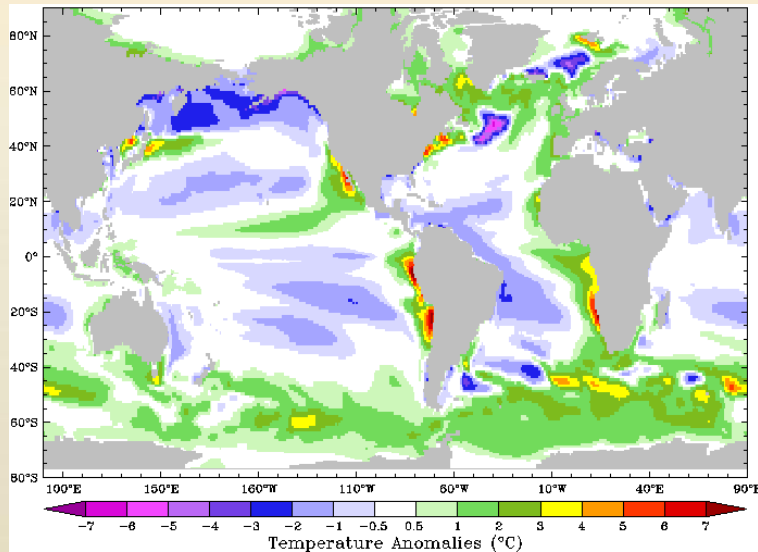 80°N
60°N
40°N
20°N
0°
20°S
40°S
60°S
80°S
100°E 150°E 160°W 110°W 60°W 10°W 40°E 90°E
−7 −6 −5 −4 −3 −2 −1 −0.5 0.5 1 2 3 4 5 6 7
Temperature Anomalies (°C)